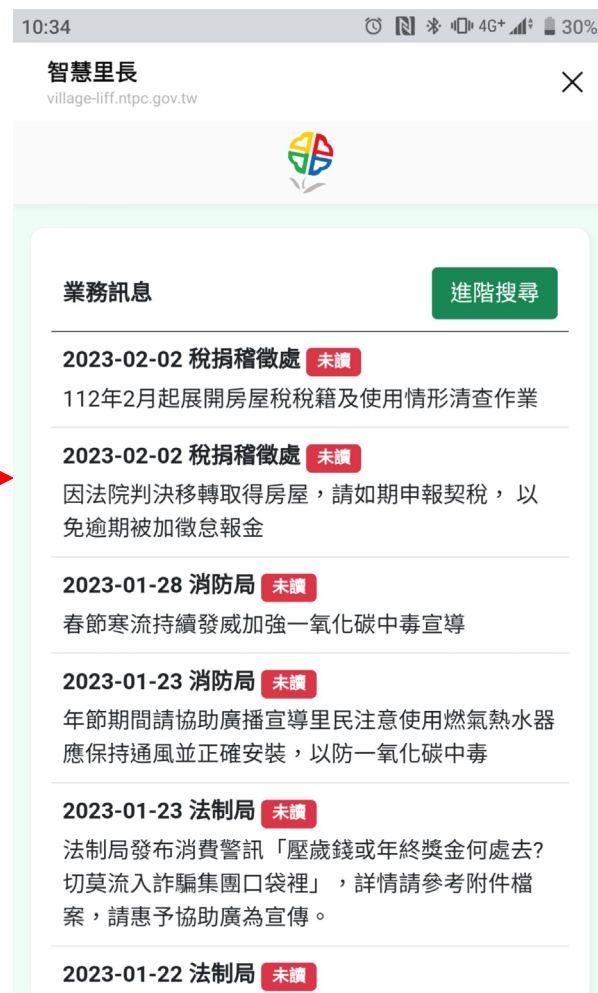 10:34
4G+
30%
智慧里長
village-liff.ntpc.gov.tw
業務訊息
進階搜尋
2023-02-02 稅捐稽徵處 未讀
112年2月起展開房屋稅稅籍及使用情形清查作業
2023-02-02 稅捐稽徵處 未讀
因法院判決移轉取得房屋，請如期申報契稅， 以
免逾期被加徵怠報金
2023-01-28 消防局 未讀
春節寒流持續發威加強一氧化碳中毒宣導
2023-01-23 消防局 未讀
年節期間請協助廣播宣導里民注意使用燃氣熱水器
應保持通風並正確安裝，以防一氧化碳中毒
2023-01-23 法制局 未讀
法制局發布消費警訊「壓歲錢或年終獎金何處去?
切莫流入詐騙集團口袋裡」，詳情請參考附件檔
案，請惠予協助廣為宣傳。
2023-01-22 法制局 未讀